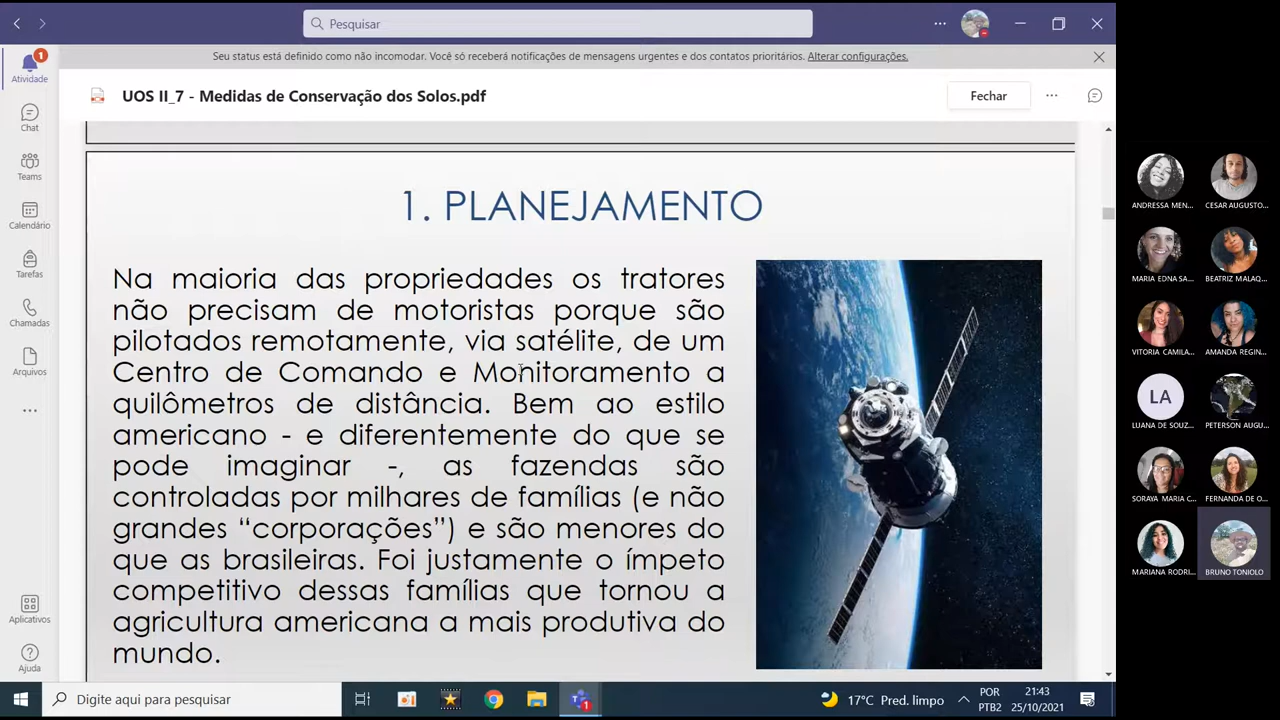 Pesquisar
Seu status está definido como não incomodar. Você só receberá notificações de mensagens urgentes e dos contatos prioritários. Alterar configurações.
1
Atividade
Chat
Teams
Calendário
Tarefas
Chamadas
Arquivos
Aplicativos
Ajuda
UOS II_7 - Medidas de Conservação dos Solos.pdf
Fechar
1. PLANEJAMENTO
Na maioria das propriedades os tratores
não precisam de motoristas porque são
pilotados remotamente, via satélite, de um
Centro de Comando e Monitoramento a
quilômetros de distância. Bem ao estilo
americano - e diferentemente do que se
pode imaginar -, as fazendas são
controladas por milhares de famílias (e não
grandes “corporações”) e são menores do
que as brasileiras. Foi justamente o ímpeto
competitivo dessas famílias que tornou a
agricultura americana a mais produtiva do
mundo.
ANDRESSA MEN...
CESAR AUGUSTO...
MARIA EDNA SA...
BEATRIZ MALAQ...
VITORIA CAMILA...
AMANDA REGIN...
LA
LUANA DE SOUZ...
PETERSON AUGU...
SORAYA MARIA C...
FERNANDA DE O...
MARIANA RODRI...
BRUNO TONIOLO
Digite aqui para pesquisar
1
17°C Pred. limpo
POR
PTB2
21:43
25/10/2021